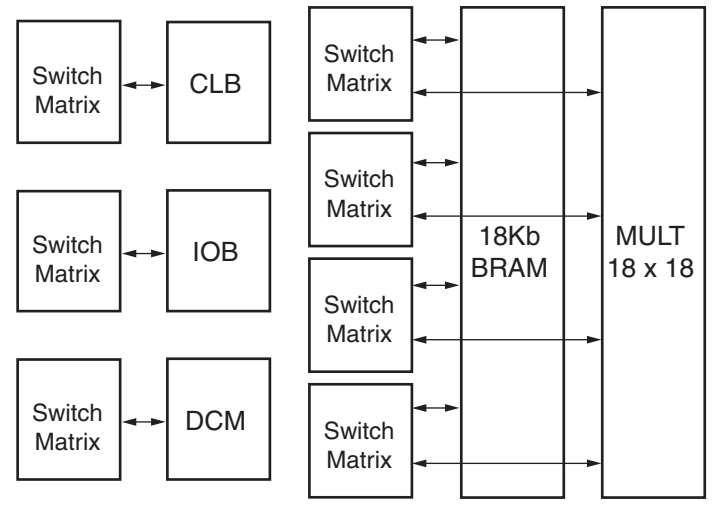 Switch
Matrix
CLB
Switch
Matrix
IOB
Switch
Matrix
DCM
Switch
Matrix
Switch
Matrix
Switch
Matrix
Switch
Matrix
18Kb
BRAM
MULT
18 x 18